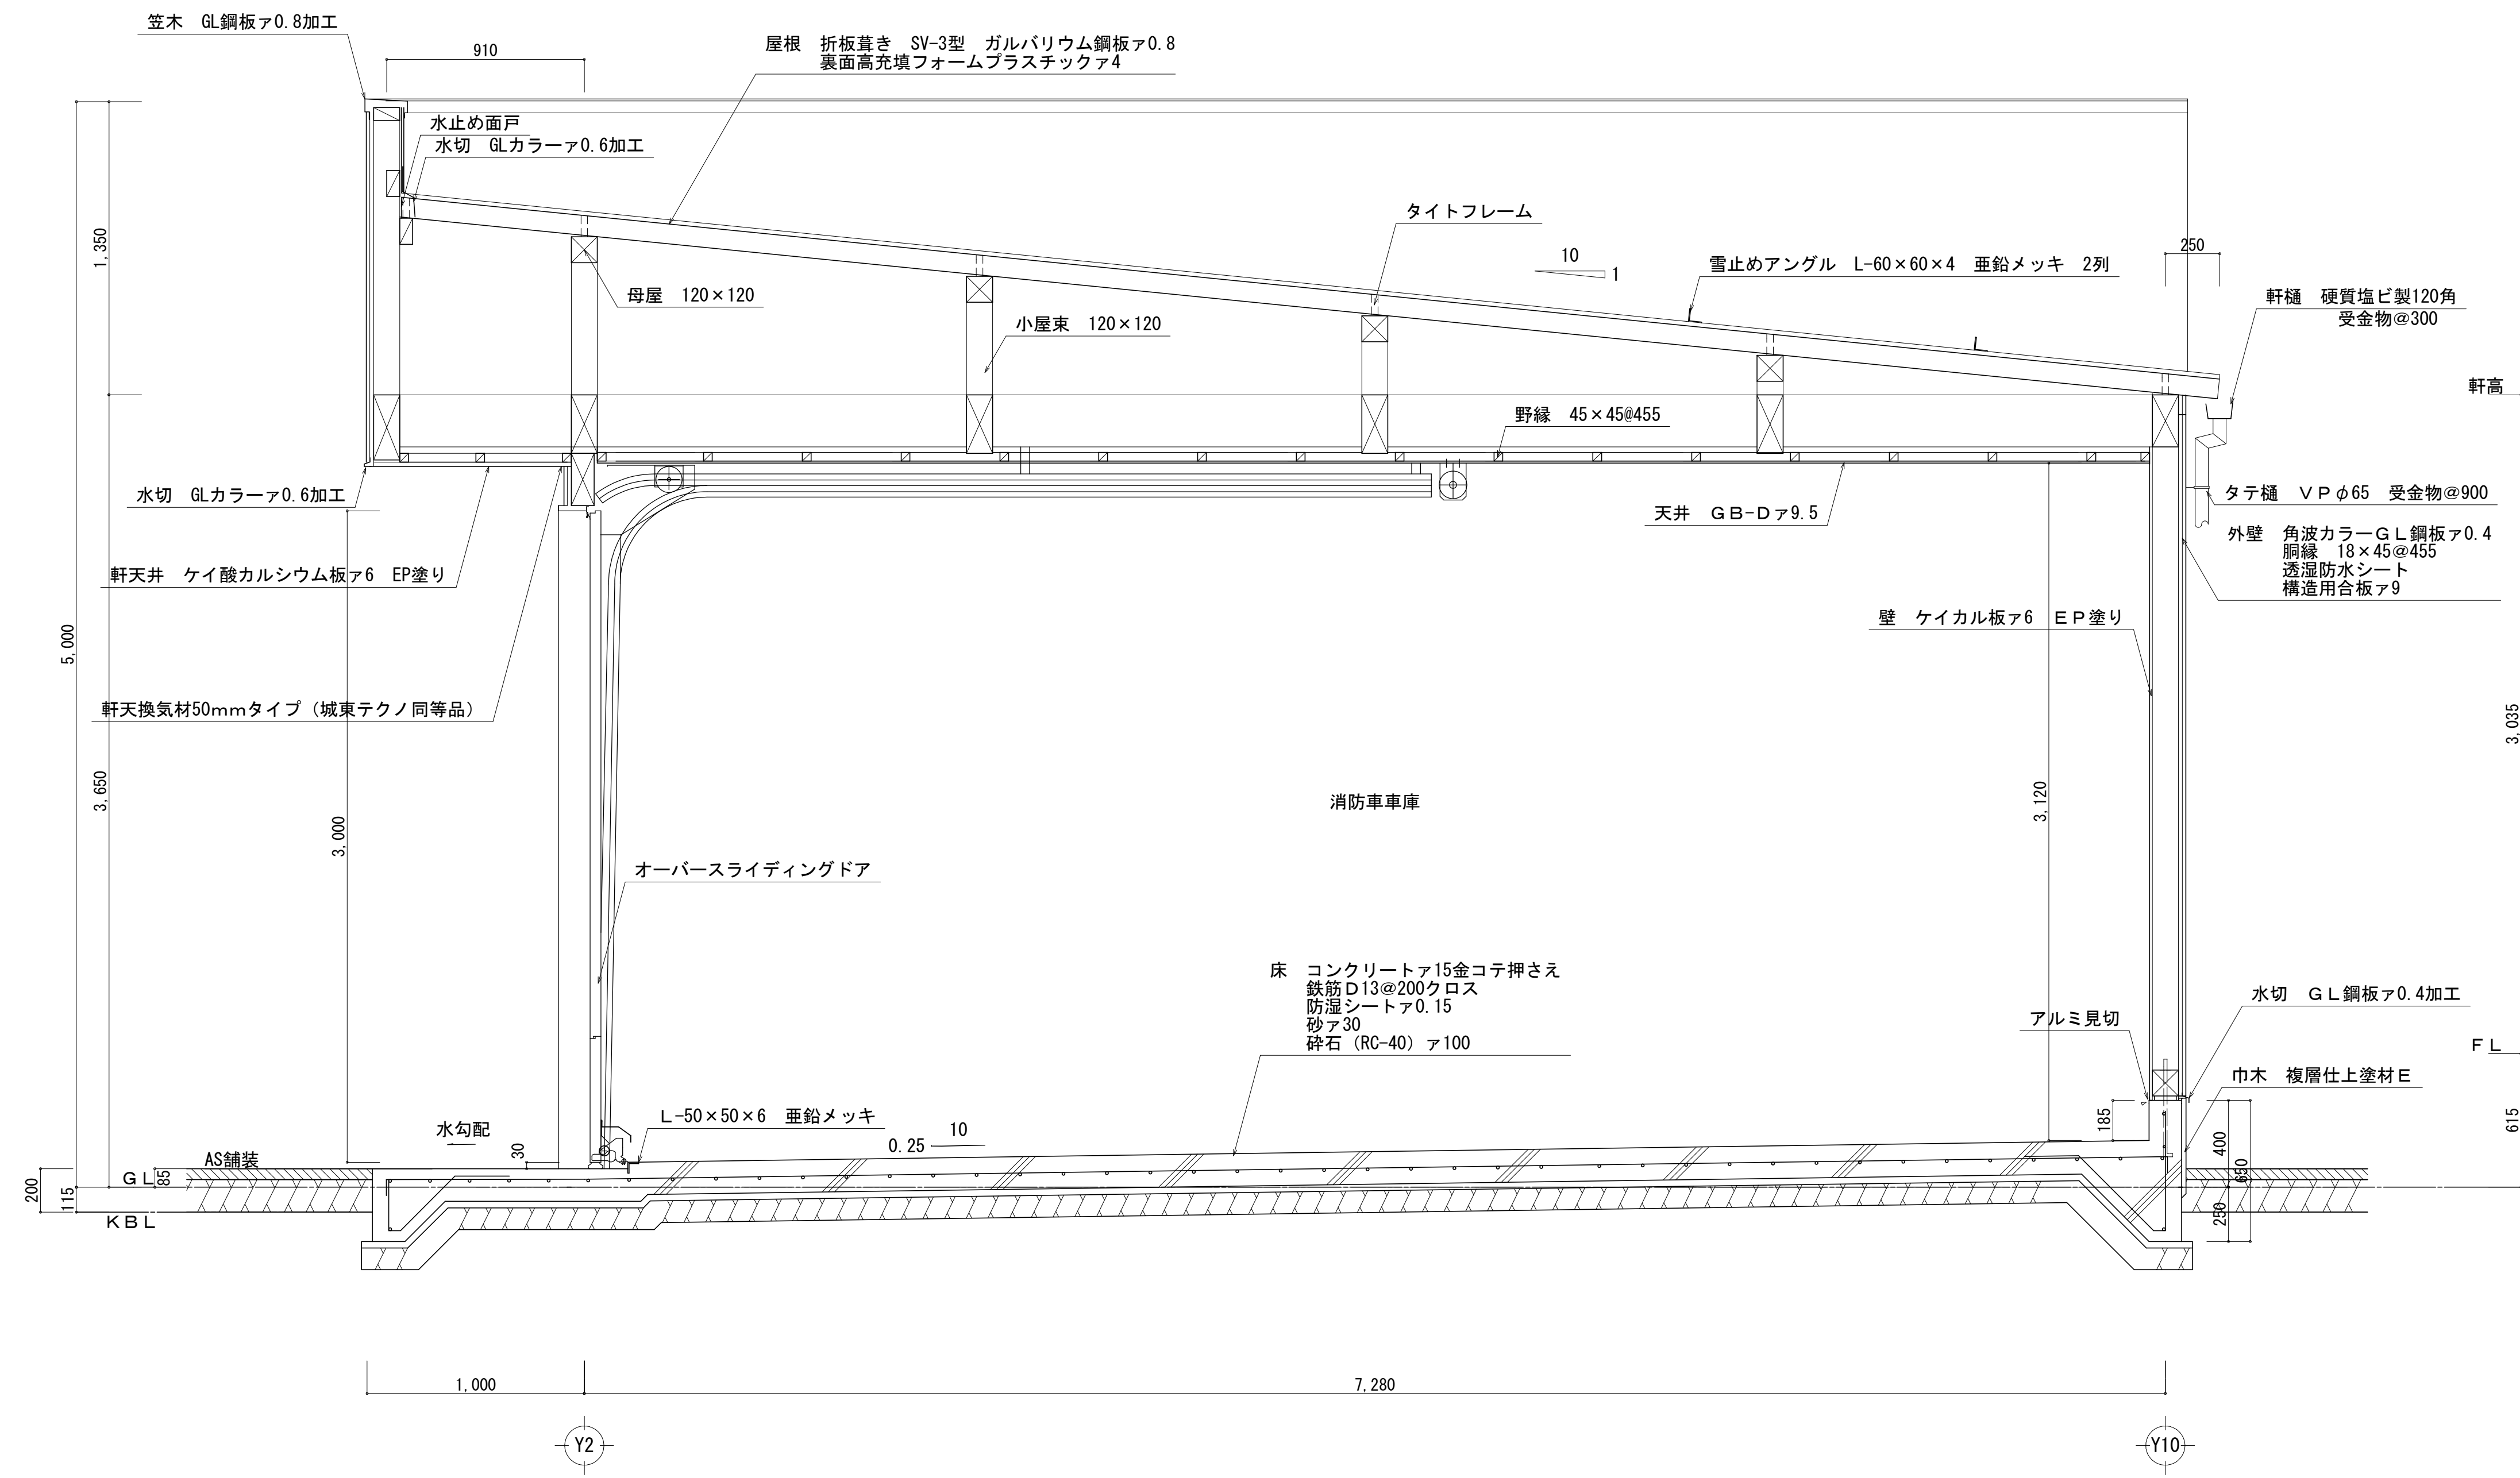 笠木　GL鋼板ァ0.8加工
910
屋根　折板葺き　SV-3型　ガルバリウム鋼板ァ0.8
裏面高充填フォームプラスチックァ4
水止め面戸
水切　GLカラーァ0.6加工
タイトフレーム
10
1
雪止めアングル　L-60×60×4　亜鉛メッキ　2列
250
軒樋　硬質塩ビ製120角
受金物@300
1,350
母屋　120×120
小屋束　120×120
軒高
野縁　45×45@455
水切　GLカラーァ0.6加工
天井　ＧＢ-Ｄァ9.5
タテ樋　ＶＰφ65　受金物@900
外壁　角波カラーＧＬ鋼板ァ0.4
胴縁　18×45@455
透湿防水シート
構造用合板ァ9
軒天井　ケイ酸カルシウム板ァ6　EP塗り
壁　ケイカル板ァ6　ＥＰ塗り
5,000
軒天換気材50ｍｍタイプ（城東テクノ同等品）
3,035
3,650
3,000
消防車車庫
3,120
オーバースライディングドア
床　コンクリートァ15金コテ押さえ
鉄筋Ｄ13@200クロス
防湿シートァ0.15
砂ァ30
砕石（RC-40）ァ100
水切　ＧＬ鋼板ァ0.4加工
アルミ見切
ＦＬ
巾木　複層仕上塗材Ｅ
Ｌ-50×50×6　亜鉛メッキ
水勾配
10
0.25
30
185
400
615
AS舗装
ＧＬ
85
650
200
115
250
ＫＢＬ
1,000
7,280
Y2
Y10